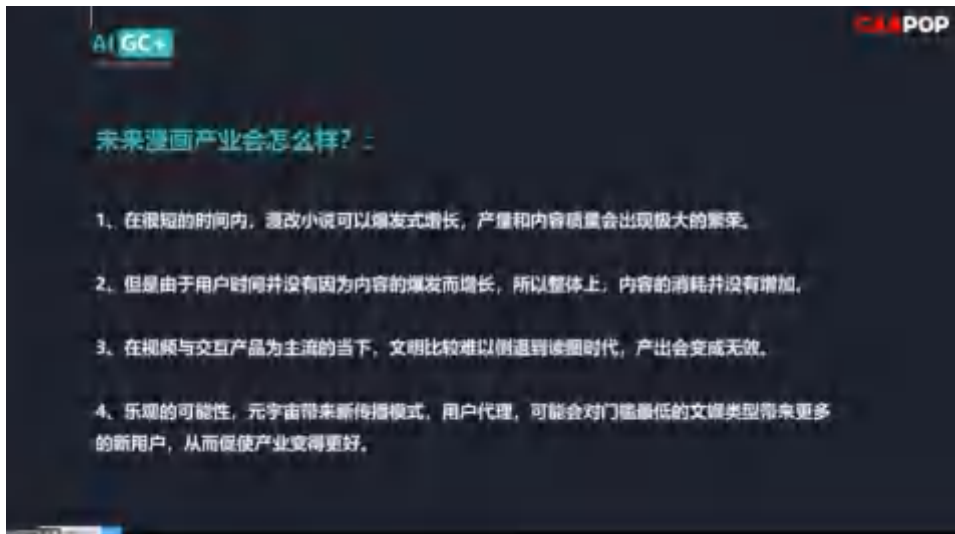 AIGC+
POP
未来漫画产业会怎么样？：
1、在很短的时间内，漫改小说可以爆发式增长，产量和内容质量会出现极大的繁荣。
2、但是由于用户时间并没有因为内容的爆发而增长，所以整体上，内容的消耗并没有增加。
3、在视频与交互产品为主流的当下，文明比较难以倒退到读图时代，产出会变成无效。
4、乐观的可能性，元宇宙带来新传播模式，用户代理，可能会对门槛最低的文娱类型带来更多
的新用户，从而促使产业变得更好。